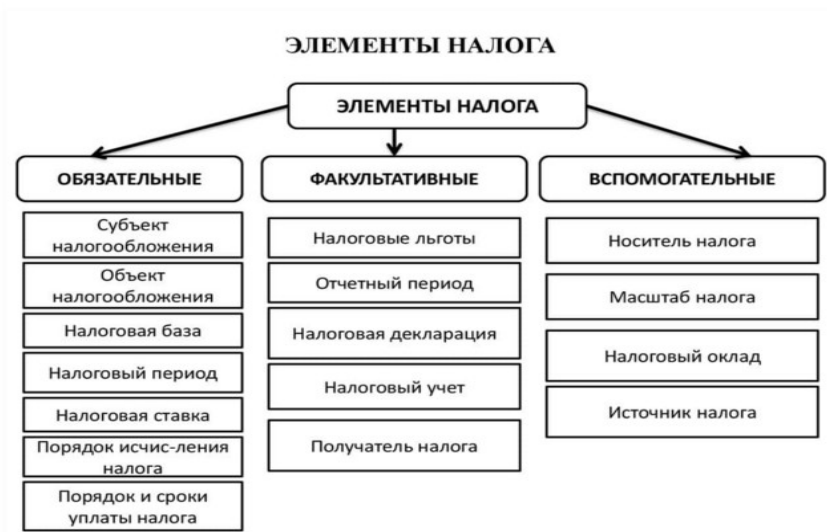 ЭЛЕМЕНТЫ НАЛОГА
ЭЛЕМЕНТЫ НАЛОГА
ОБЯЗАТЕЛЬНЫЕ
Субъект
налогообложения
Объект
налогообложения
Налоговая база
Налоговый период
Налоговая ставка
Порядок исчис-ления
налога
Порядок и сроки
уплаты налога
ФАКУЛЬТАТИВНЫЕ
Налоговые льготы
Отчетный период
Налоговая декларация
Налоговый учет
Получатель налога
ВСПОМОГАТЕЛЬНЫЕ
Носитель налога
Масштаб налога
Налоговый оклад
Источник налога